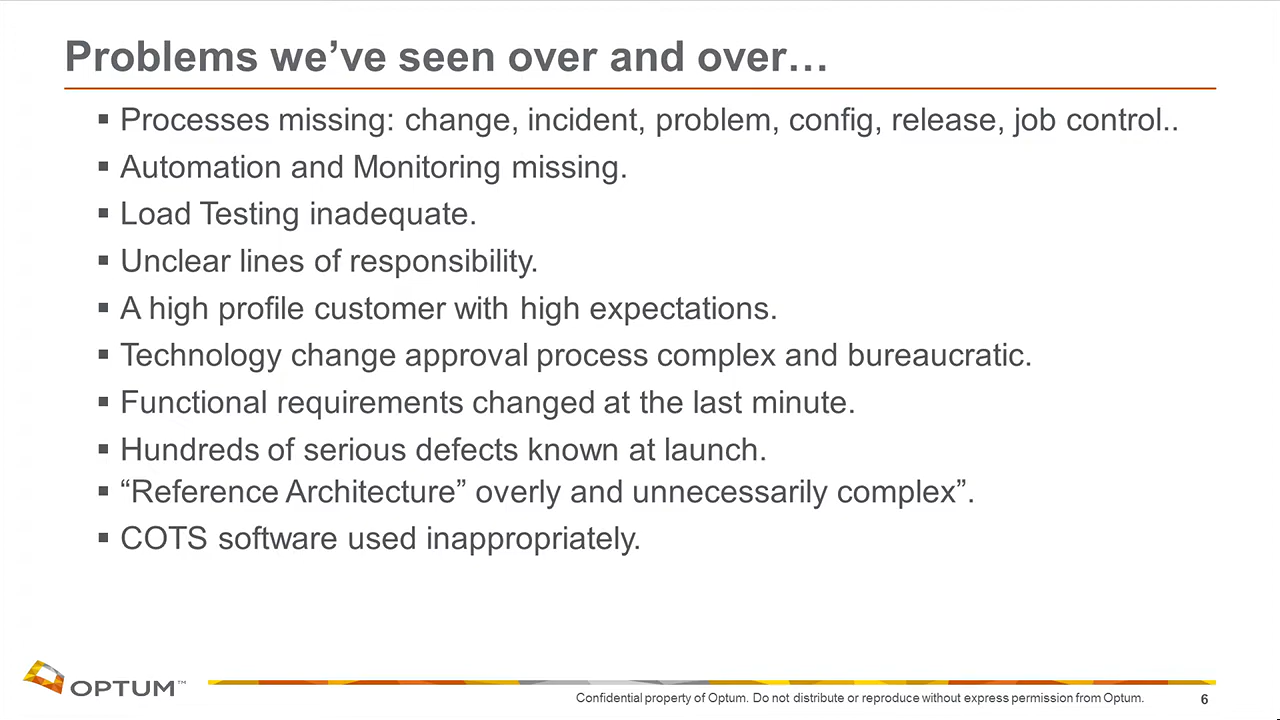 Problems we’ve seen over and over…
▪ Processes missing: change, incident, problem, config, release, job control..
▪ Automation and Monitoring missing.
▪ Load Testing inadequate.
▪ Unclear lines of responsibility.
▪ A high profile customer with high expectations.
▪ Technology change approval process complex and bureaucratic.
▪ Functional requirements changed at the last minute.
▪ Hundreds of serious defects known at launch.
▪ “Reference Architecture” overly and unnecessarily complex”.
▪ COTS software used inappropriately.
OPTUM™
Confidential property of Optum. Do not distribute or reproduce without express permission from Optum.
6